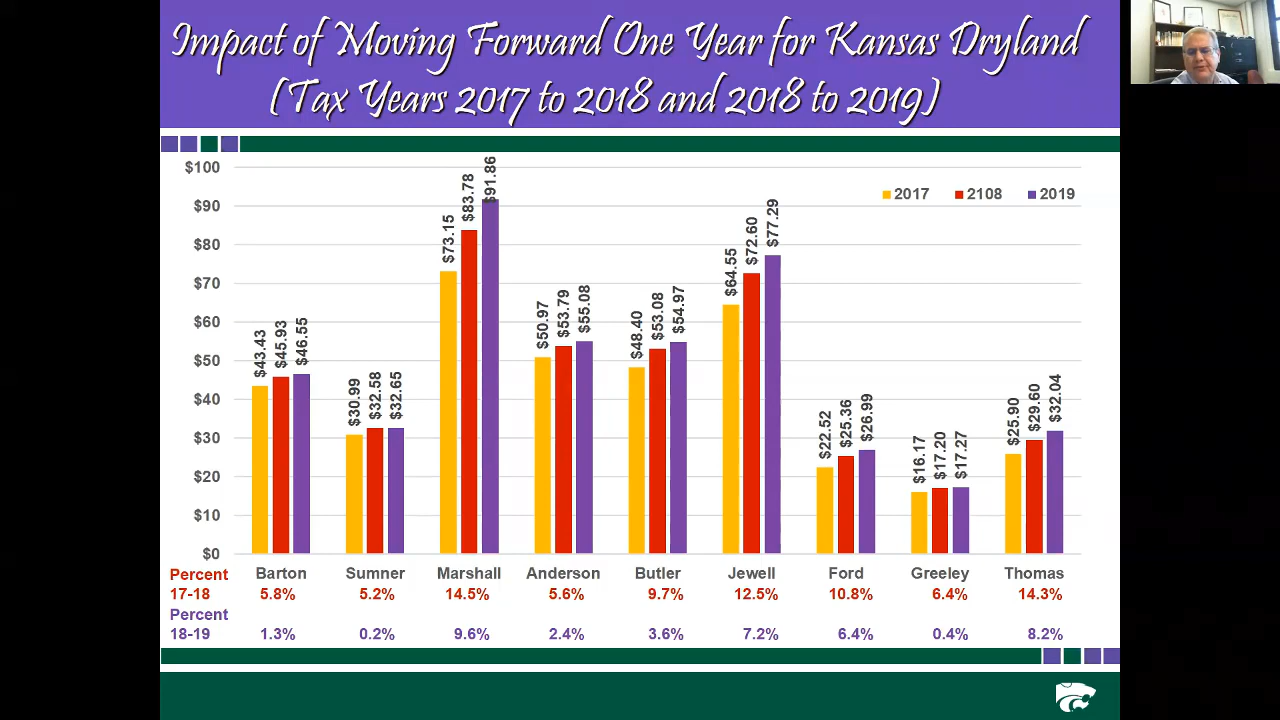 Impact of Moving Forward One Year for Kansas Dryland
(Tax Years 2017 to 2018 and 2018 to 2019)
2017 2108 2019
$100
$90
$80
$70
$60
$50
$40
$30
$20
$10
$0
$43.43 $45.93 $46.55
$30.99 $32.58 $32.65
$73.15 $83.78 $91.86
$50.97 $53.79 $55.08
$48.40 $53.08 $54.97
$64.55 $72.60 $77.29
$22.52 $25.36 $26.99
$16.17 $17.20 $17.27
$25.90 $29.60 $32.04
Barton Sumner Marshall Anderson Butler Jewell Ford Greeley Thomas
Percent
17-18 5.8% 5.2% 14.5% 5.6% 9.7% 12.5% 10.8% 6.4% 14.3%
Percent
18-19 1.3% 0.2% 9.6% 2.4% 3.6% 7.2% 6.4% 0.4% 8.2%